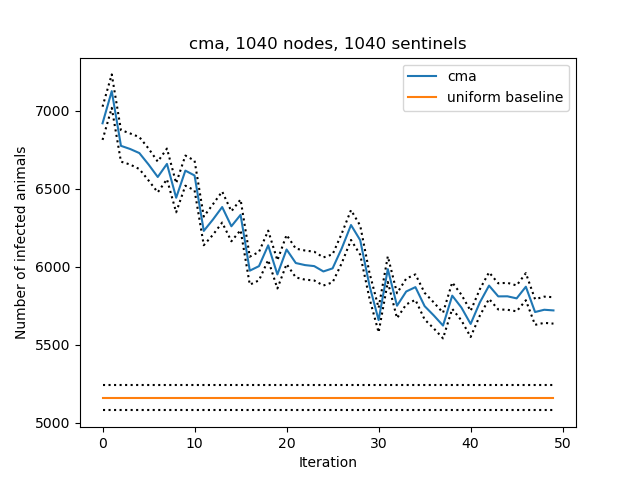 cma, 1040 nodes, 1040 sentinels
cma
uniform baseline
Number of infected animals
7000
6500
6000
5500
5000
0 10 20 30 40 50
Iteration